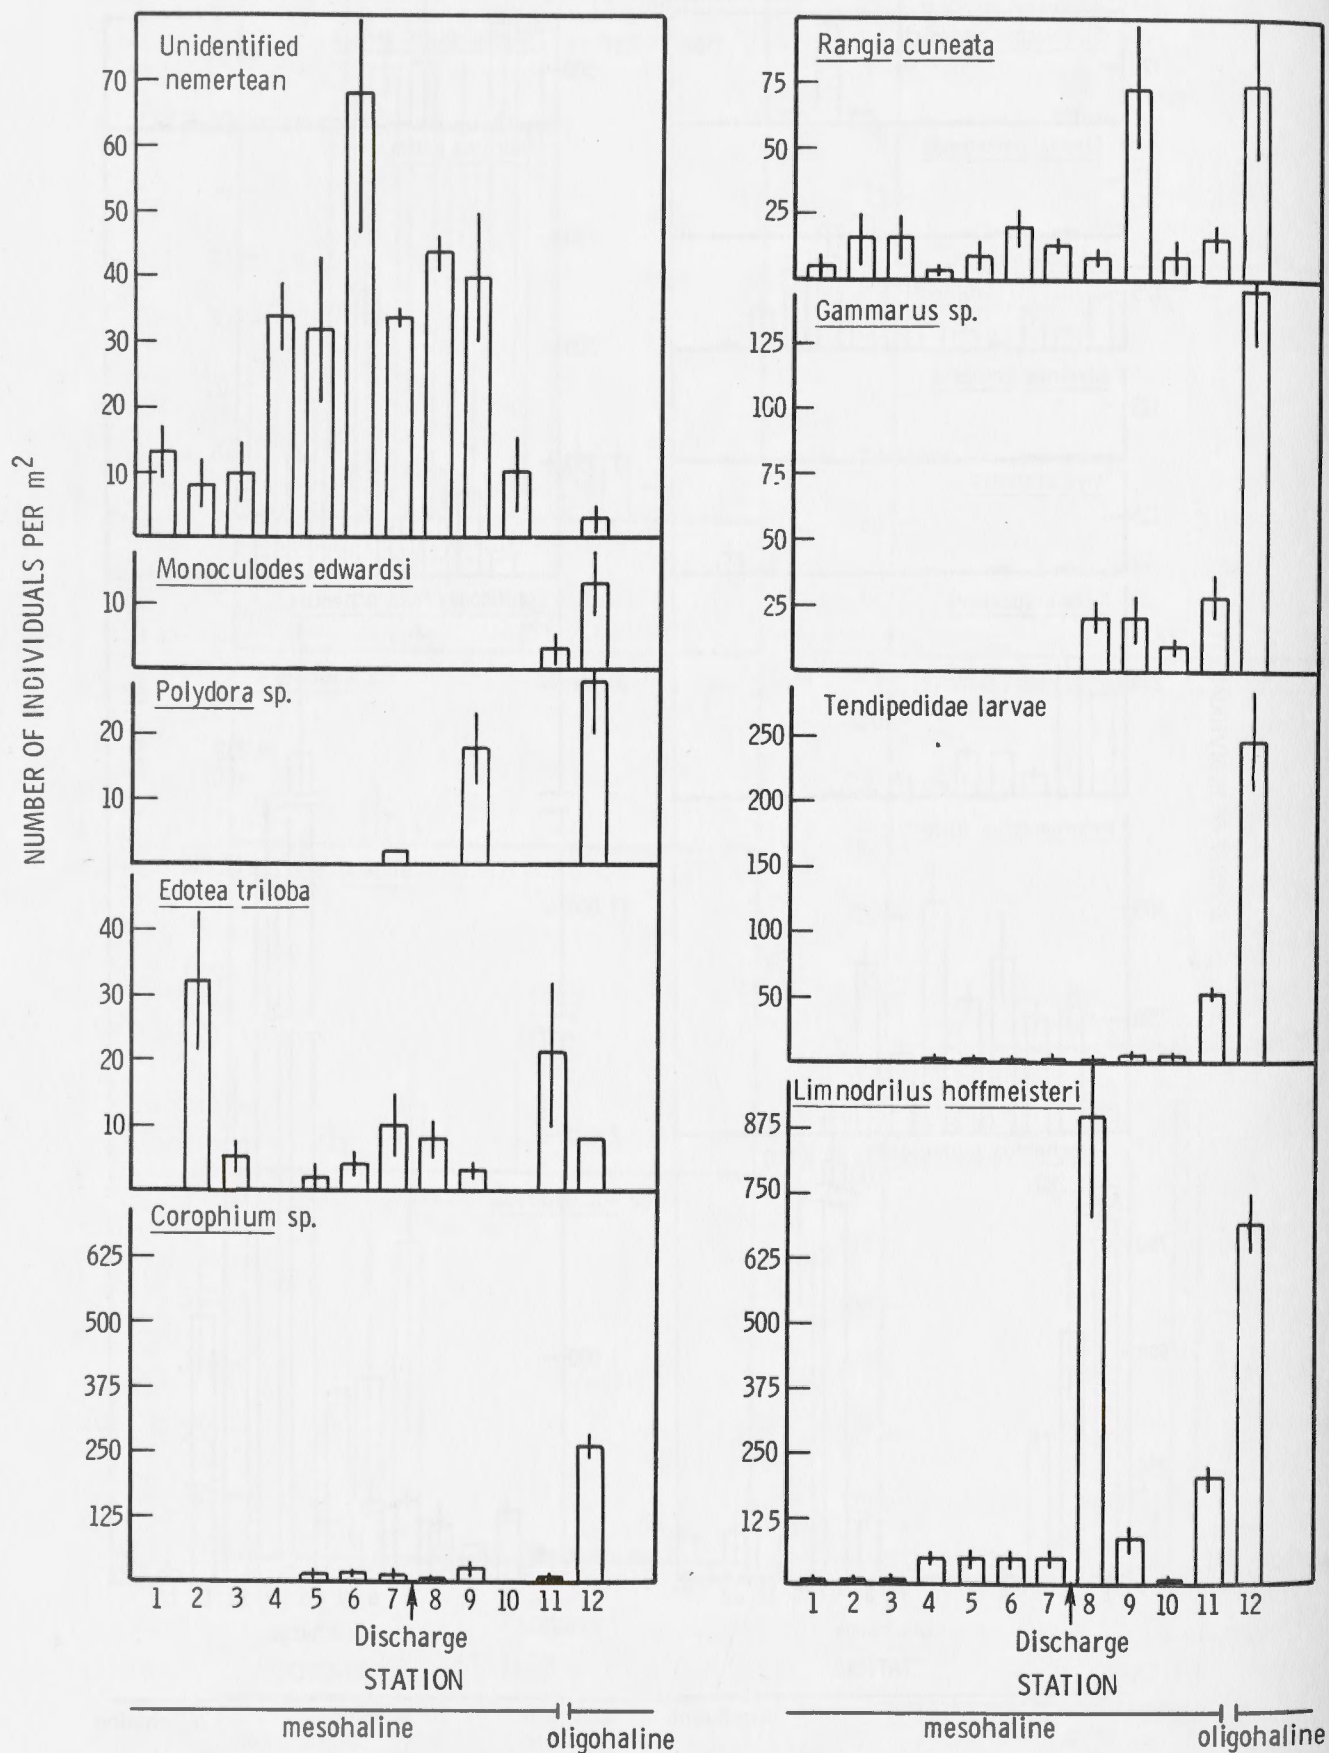 NUMBER OF INDIVIDUALS PER m²
Unidentified
nemertean
70
60
50
40
30
20
10
Monoculodes edwardsi
10
Polydora sp.
20
10
Edotea triloba
40
30
20
10
Corophium sp.
625
500
375
250
125
1 2 3 4 5 6 7 8 9 10 11 12
Discharge
STATION
mesohaline
oligohaline
Rangia cuneata
75
50
25
Gammarus sp.
125
100
75
50
25
Tendipedidae larvae
250
200
150
100
50
Limnodrilus hoffmeisteri
875
750
625
500
375
250
125
1 2 3 4 5 6 7 8 9 10 11 12
Discharge
STATION
mesohaline
oligohaline